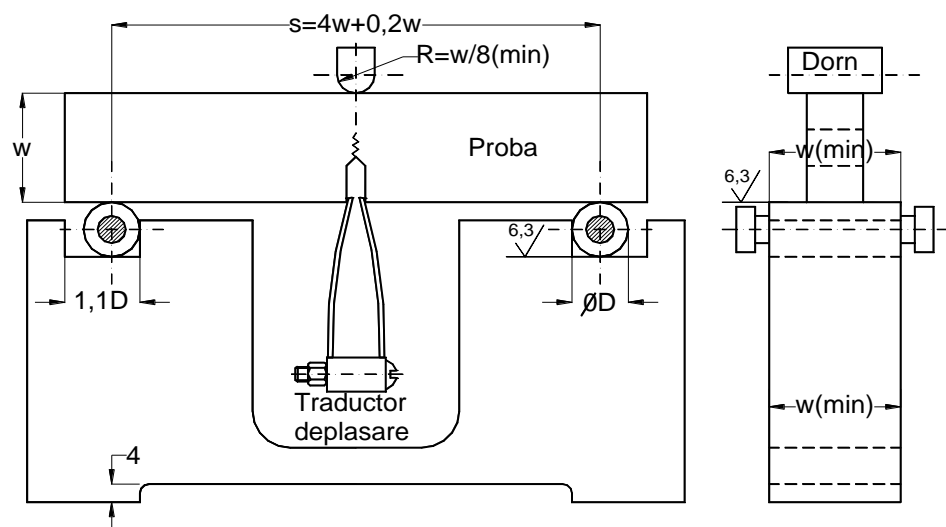 s=4w+0,2w
R=w/8(min)
Dorn
w
Proba
w(min)
6,3
6,3
1,1D
ØD
Traductor
deplasare
w(min)
4